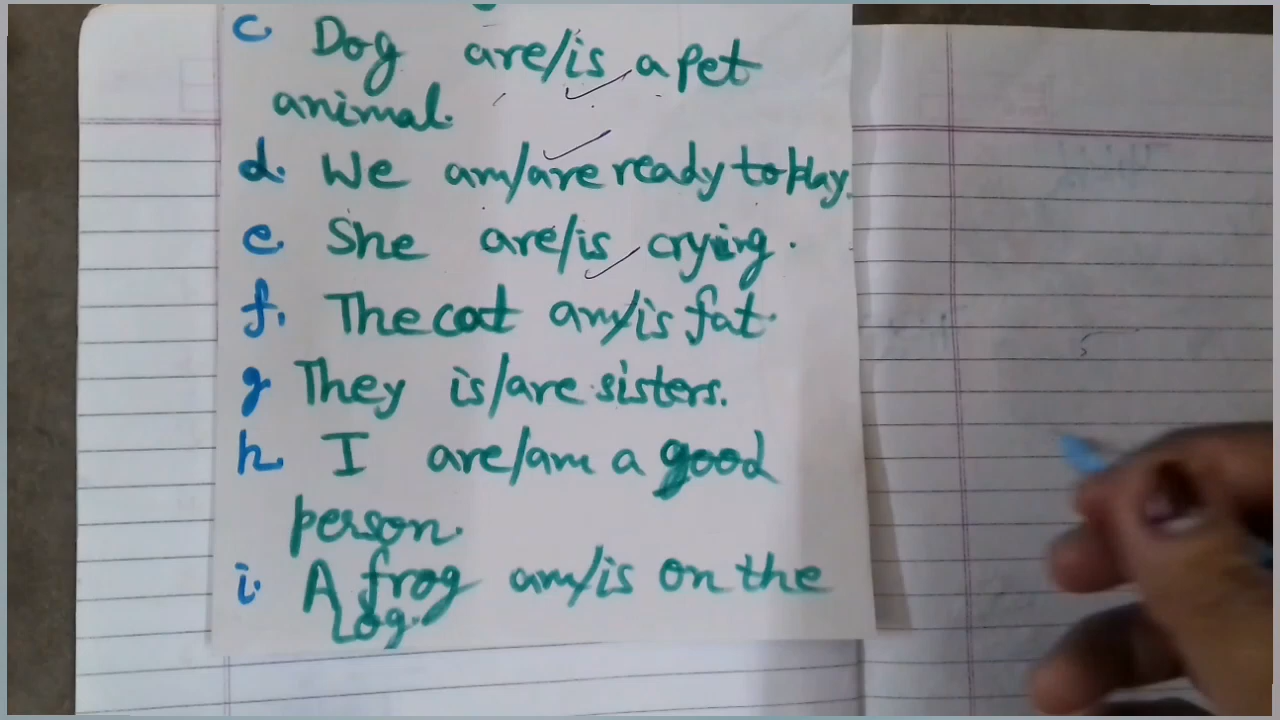 c. Dog are/is a pet
animal.
d. We am/are ready to play.
e. She are/is crying.
f. The cat am/is fat.
g They is/are sisters.
h I are/am a good
person.
i. A frog am/is on the
Log.